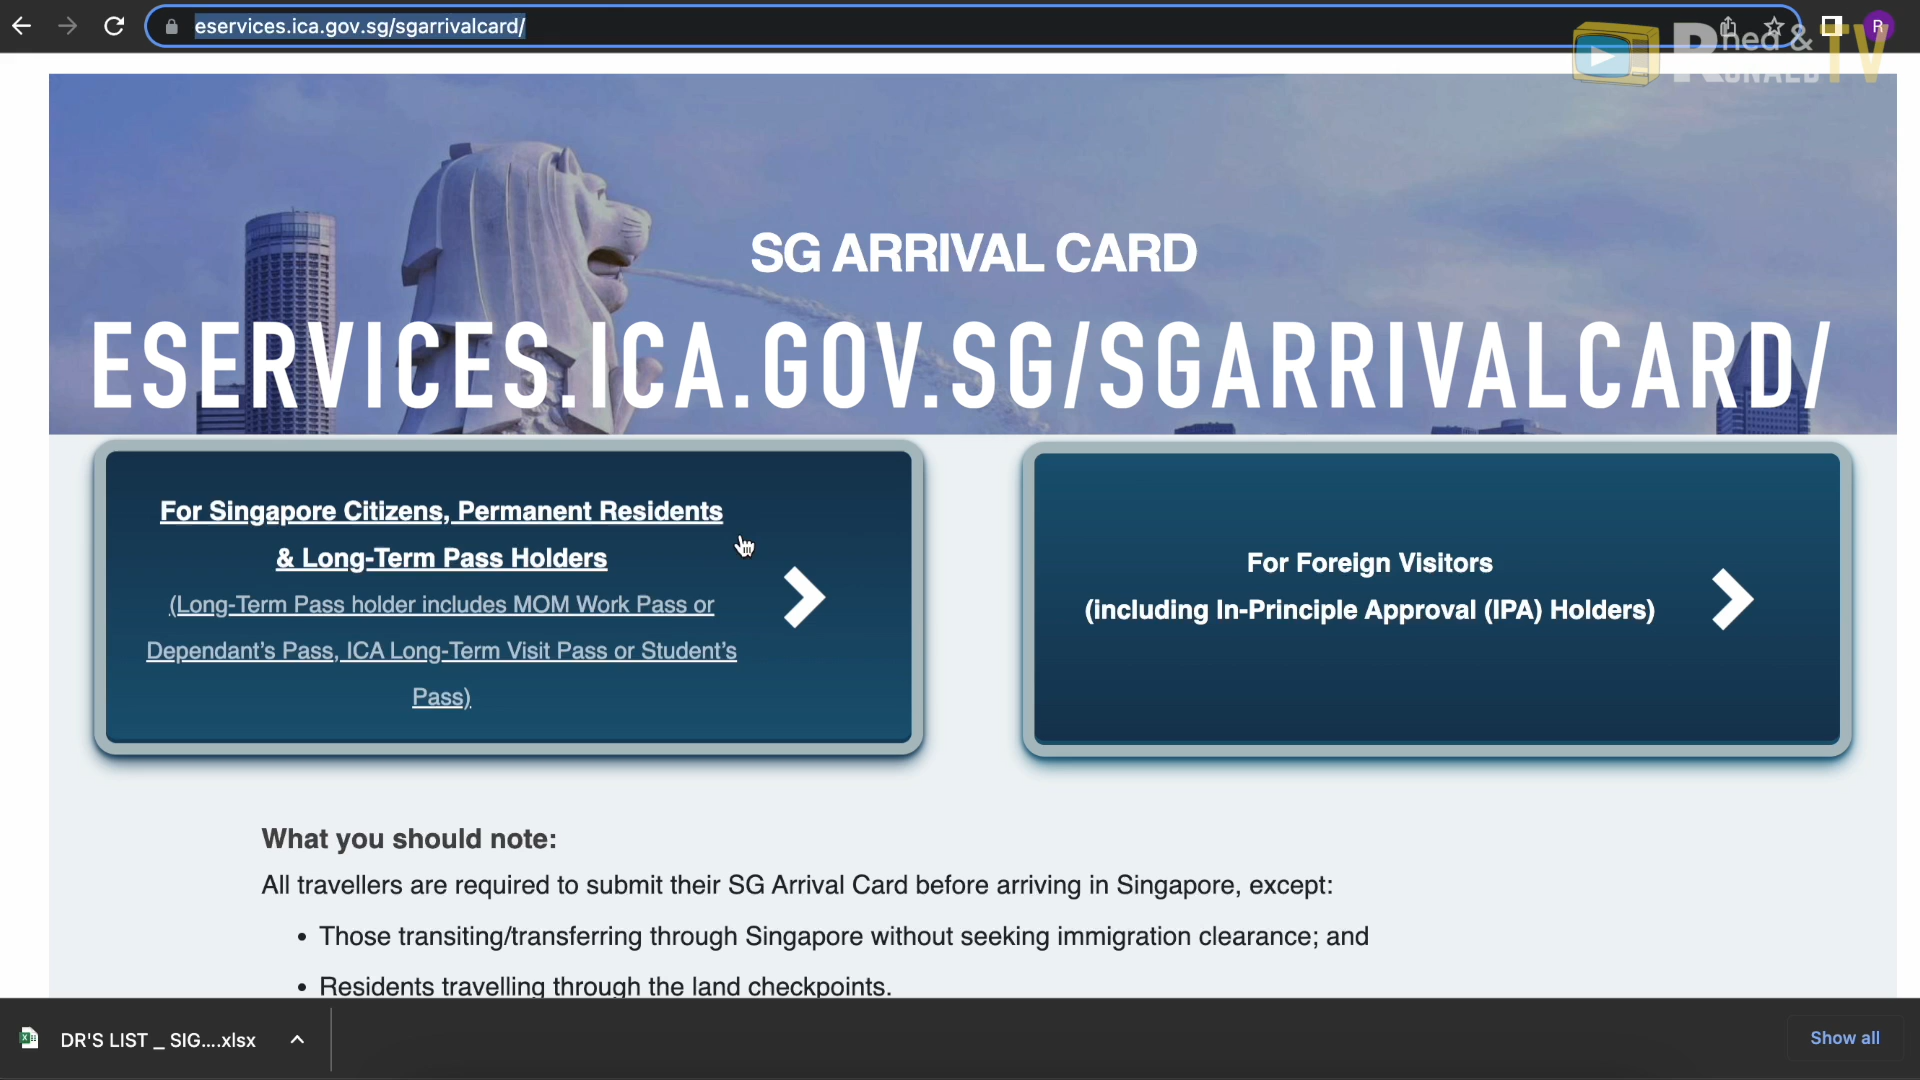 eservices.ica.gov.sg/sgarrivalcard/
R
Rhed &
RONALD TV
SG ARRIVAL CARD
ESERVICES.ICA.GOV.SG/SGARRIVALCARD/
For Singapore Citizens, Permanent Residents
& Long-Term Pass Holders
(Long-Term Pass holder includes MOM Work Pass or
Dependant’s Pass, ICA Long-Term Visit Pass or Student’s
Pass)
For Foreign Visitors
(including In-Principle Approval (IPA) Holders)
What you should note:
All travellers are required to submit their SG Arrival Card before arriving in Singapore, except:
• Those transiting/transferring through Singapore without seeking immigration clearance; and
• Residents travelling through the land checkpoints.
DR'S LIST _ SIG....xlsx
Show all